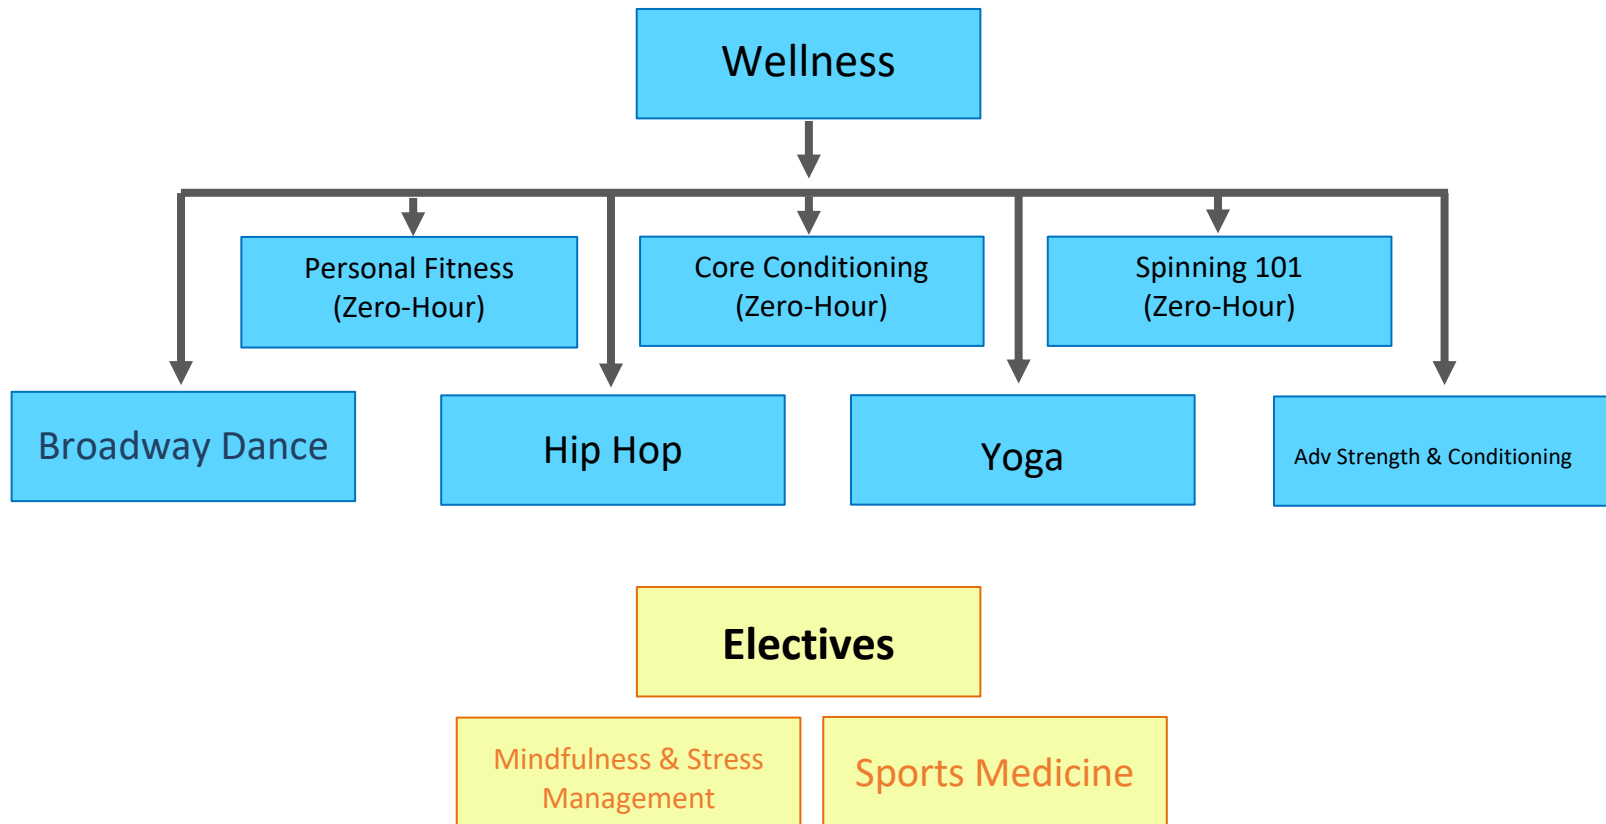 Wellness
Personal Fitness
(Zero-Hour)
Core Conditioning
(Zero-Hour)
Spinning 101
(Zero-Hour)
Broadway Dance
Hip Hop
Yoga
Adv Strength & Conditioning
Electives
Mindfulness & Stress
Management
Sports Medicine